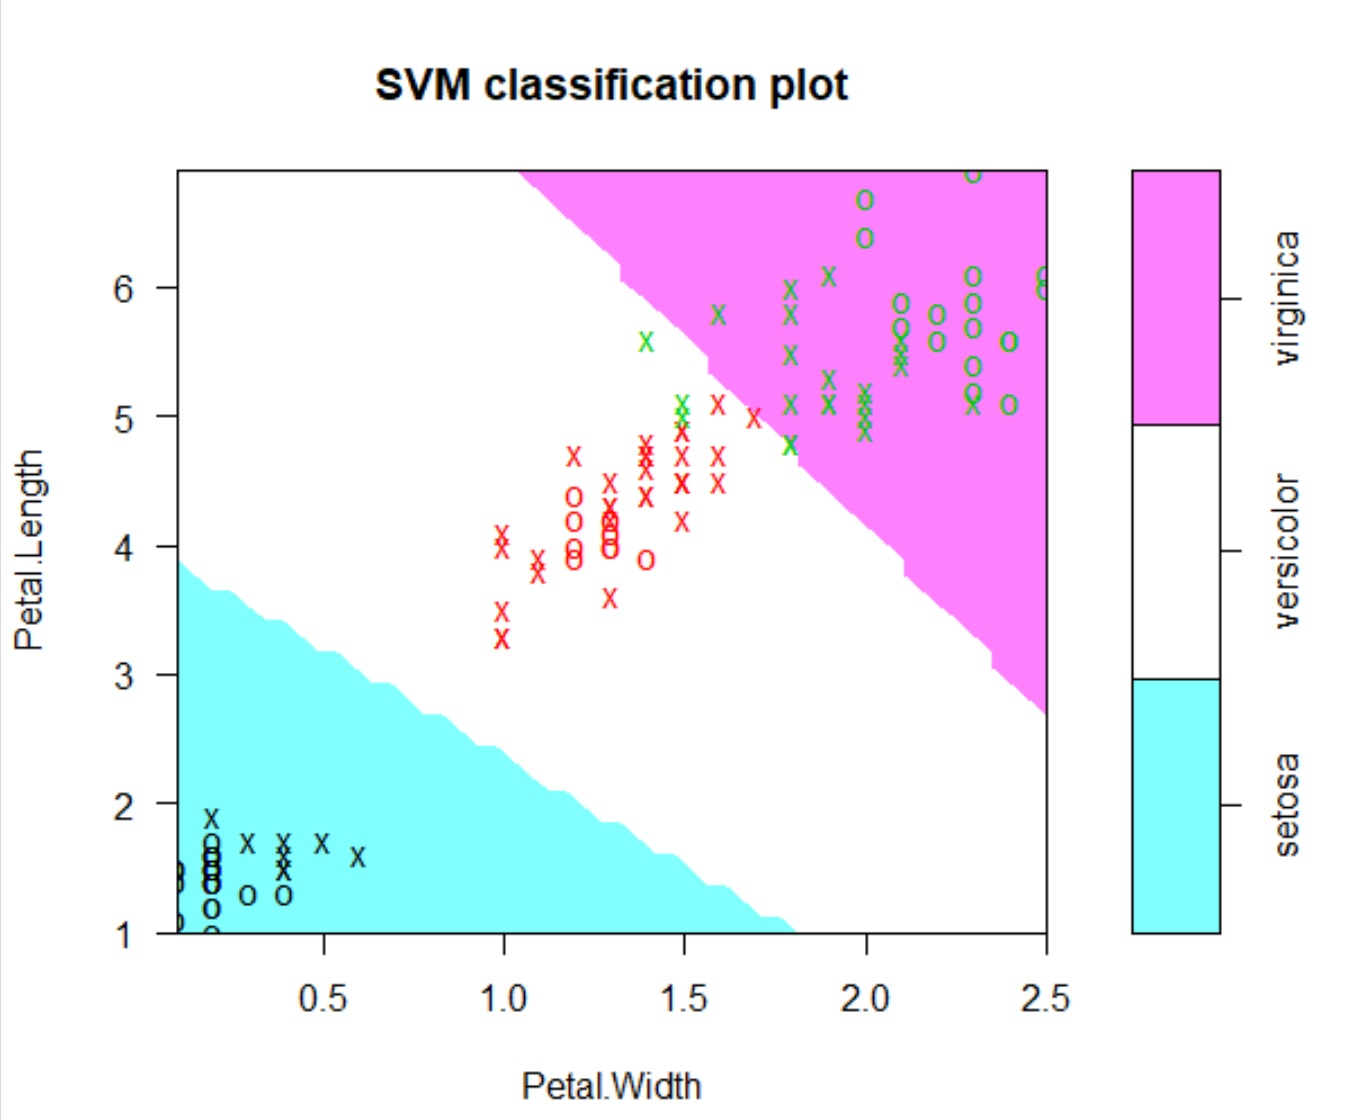 SVM classification plot
Petal.Length
6
5
4
3
2
1
0.5 1.0 1.5 2.0 2.5
Petal.Width
virginica
versicolor
setosa